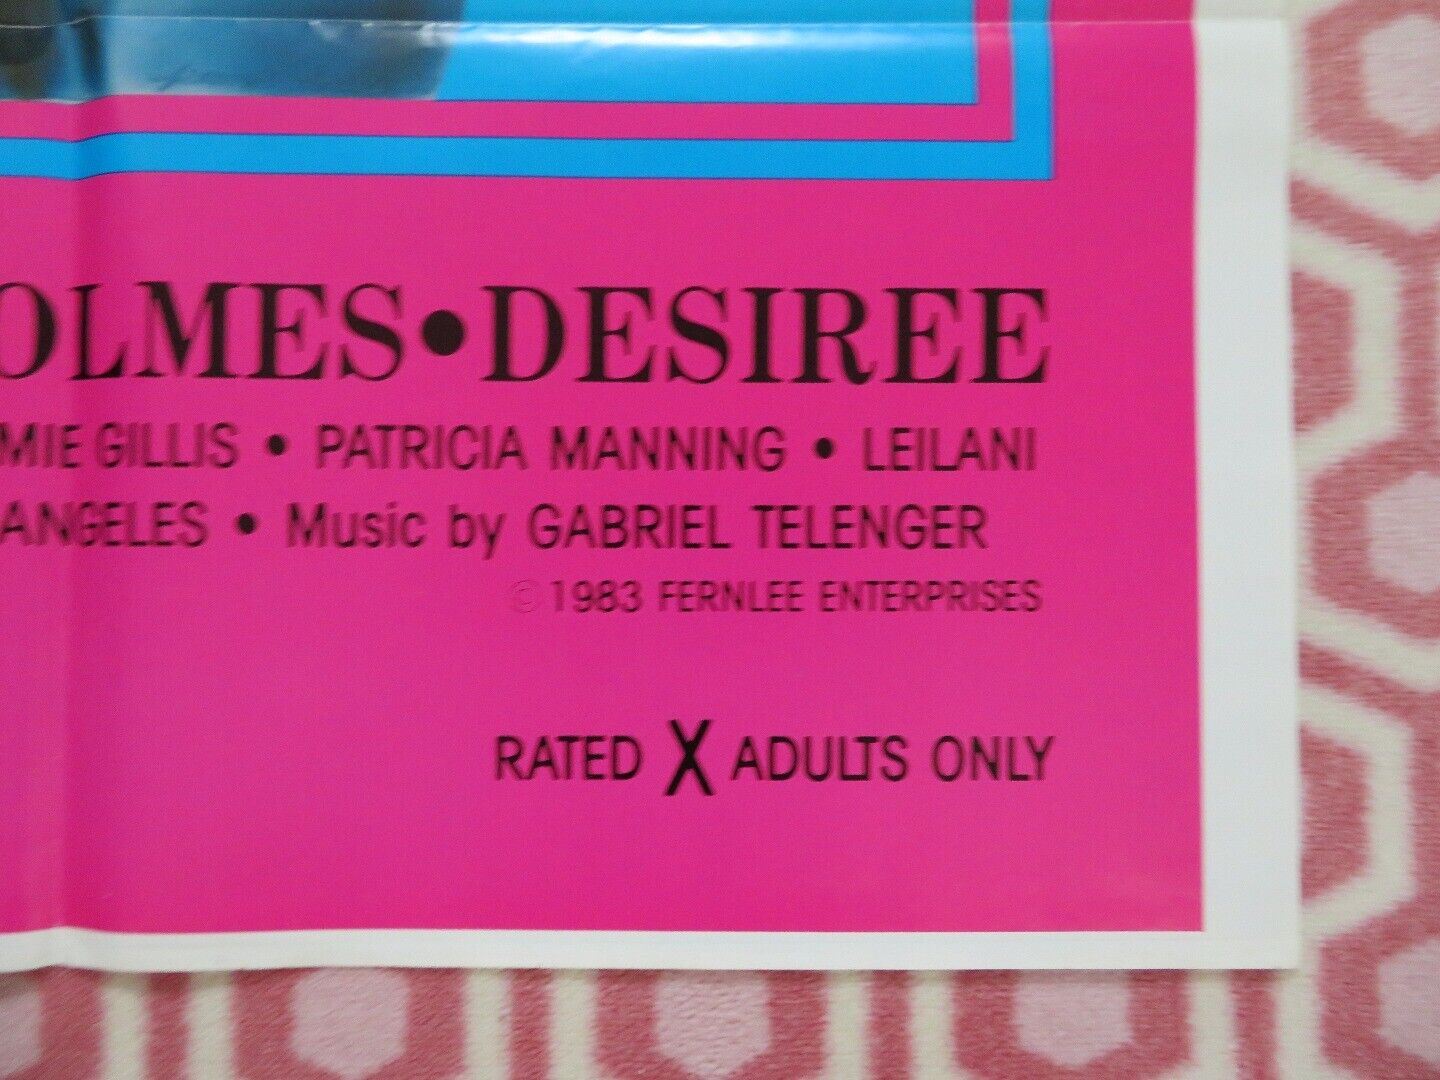 OLMES•DESIREE
MIE GILLIS • PATRICIA MANNING • LEILANI
ANGELES • Music by GABRIEL TELENGER
© 1983 FERNLEE ENTERPRISES
RATED X ADULTS ONLY